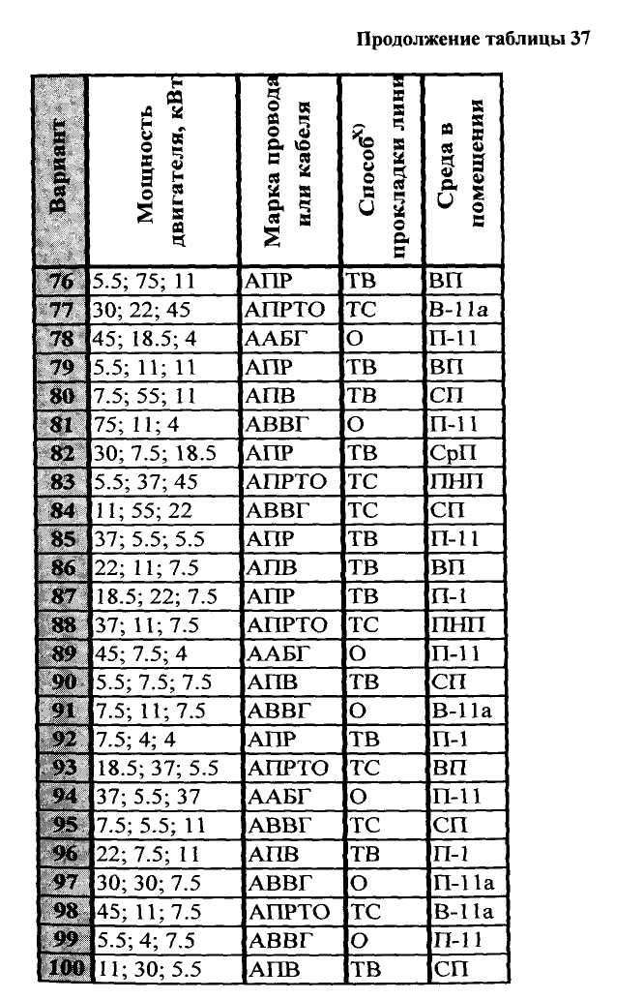 Продолжение таблицы 37
Вариант
Мощность
двигателя, кВт
Марка провода
или кабеля
Способ х)
прокладки лини
Среда в
помещении
76 5.5; 75; 11 АПР ТВ ВП
77 30; 22; 45 АПРТО ТС В-11а
78 45; 18.5; 4 ААБГ О П-11
79 5.5; 11; 11 АПР ТВ ВП
80 7.5; 55; 11 АПВ ТВ СП
81 75; 11; 4 АВВГ О П-11
82 30; 7.5; 18.5 АПР ТВ СрП
83 5.5; 37; 45 АПРТО ТС ПНП
84 11; 55; 22 АВВГ ТС СП
85 37; 5.5; 5.5 АПР ТВ П-11
86 22; 11; 7.5 АПВ ТВ ВП
87 18.5; 22; 7.5 АПР ТВ П-1
88 37; 11; 7.5 АПРТО ТС ПНП
89 45; 7.5; 4 ААБГ О П-11
90 5.5; 7.5; 7.5 АПВ ТВ СП
91 7.5; 11; 7.5 АВВГ О В-11а
92 7.5; 4; 4 АПР ТВ П-1
93 18.5; 37; 5.5 АПРТО ТС ВП
94 37; 5.5; 37 ААБГ О П-11
95 7.5; 5.5; 11 АВВГ ТС СП
96 22; 7.5; 11 АПВ ТВ П-1
97 30; 30; 7.5 АВВГ О П-11а
98 45; 11; 7.5 АПРТО ТС В-11а
99 5.5; 4; 7.5 АВВГ О П-11
100 11; 30; 5.5 АПВ ТВ СП